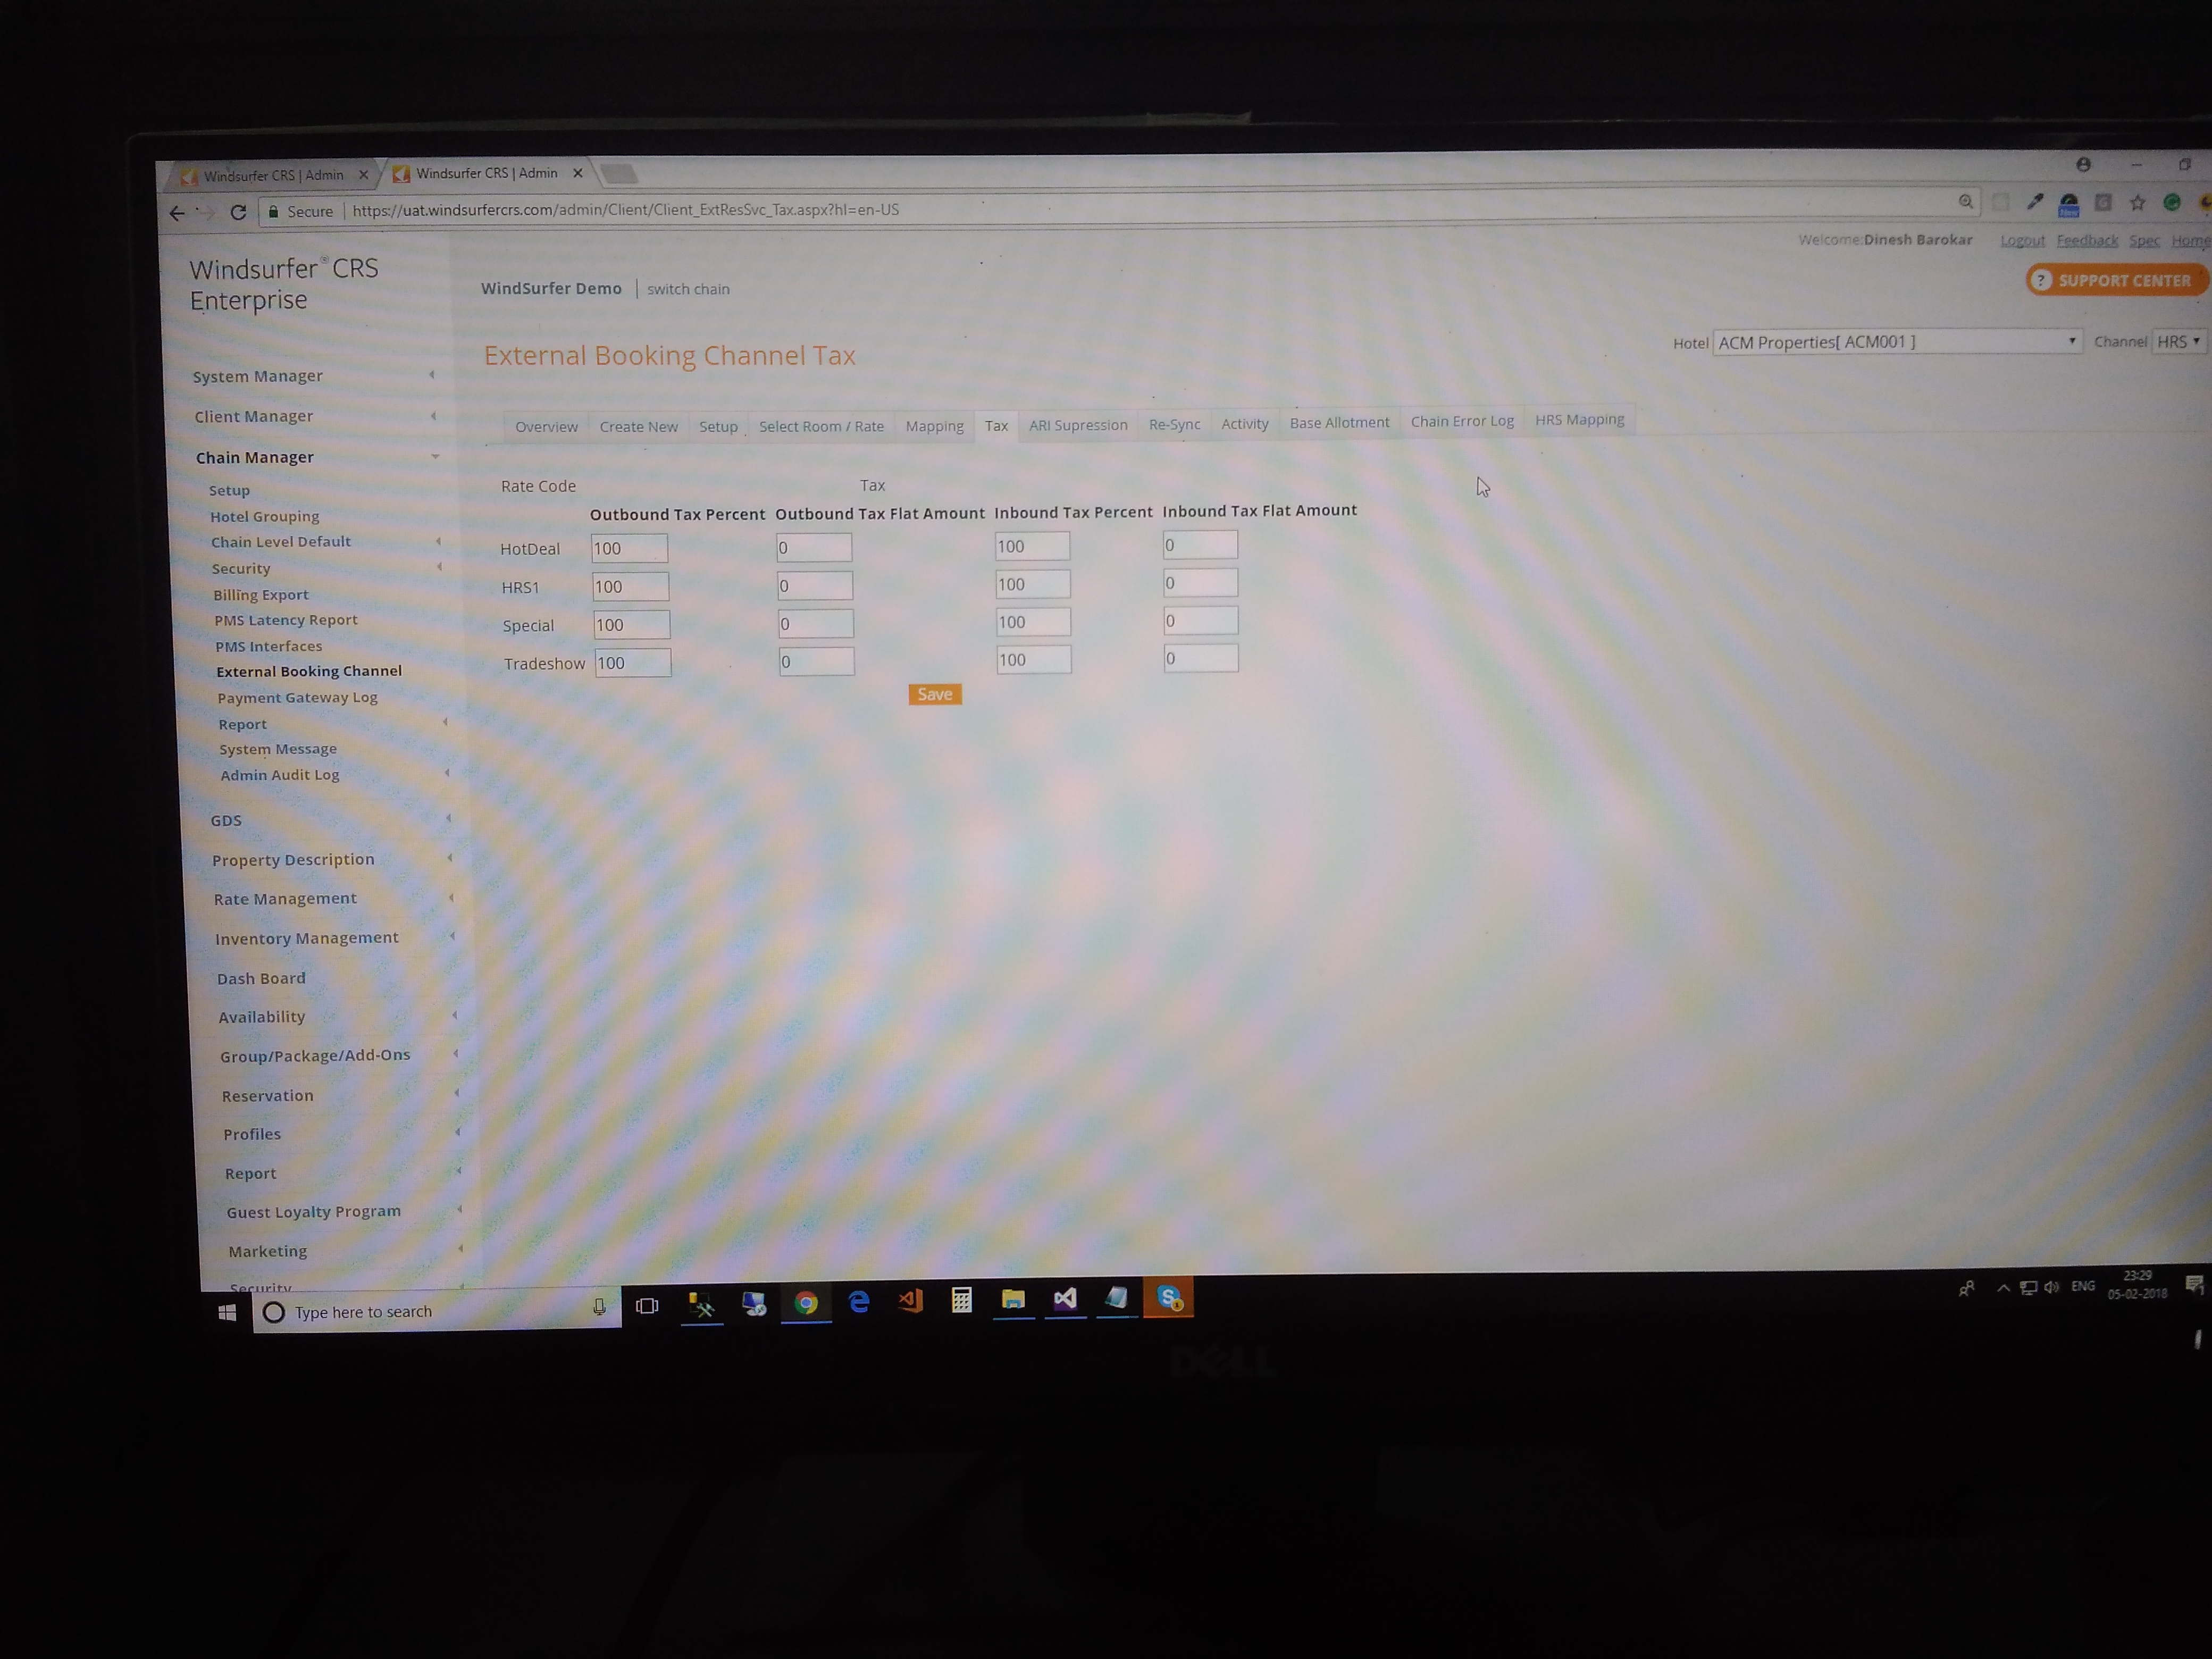 Windsurfer CRS | Admin
Windsurfer CRS | Admin
Secure
https://uat.windsurfercrs.com/admin/Client/Client_ExtResSvc_Tax.aspx?hl=en-US
Welcome:Dinesh Barokar Logout Feedback Spec Home
Windsurfer® CRS
Enterprise
WindSurfer Demo | switch chain
? SUPPORT CENTER
Hotel ACM Properties[ ACM001 ] Channel HRS
External Booking Channel Tax
Overview Create New Setup Select Room / Rate Mapping Tax ARI Supression Re-Sync Activity Base Allotment Chain Error Log HRS Mapping
Rate Code Tax
Outbound Tax Percent Outbound Tax Flat Amount Inbound Tax Percent Inbound Tax Flat Amount
HotDeal 100 0 100 0
HRS1 100 0 100 0
Special 100 0 100 0
Tradeshow 100 0 100 0
Save
System Manager
Client Manager
Chain Manager
Setup
Hotel Grouping
Chain Level Default
Security
Billing Export
PMS Latency Report
PMS Interfaces
External Booking Channel
Payment Gateway Log
Report
System Message
Admin Audit Log
GDS
Property Description
Rate Management
Inventory Management
Dash Board
Availability
Group/Package/Add-Ons
Reservation
Profiles
Report
Guest Loyalty Program
Marketing
Security
Type here to search
ENG
23:29
05-02-2018
DELL